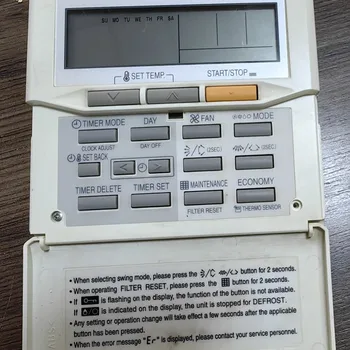 SU MO TU WE TH FR SA
SET TEMP.
START/STOP
TIMER MODE
DAY
FAN
MODE
CLOCK ADJUST
DAY OFF
SET BACK
/C (2SEC)
(2SEC)
TIMER DELETE
TIMER SET
MAINTENANCE
ECONOMY
FILTER RESET
THERMO SENSOR
• When selecting swing mode, please press the /C button for 2 seconds.
• When operating FILTER RESET, please press the button for 2 seconds.
• If is flashing on the display, the function of the button is not available.
• If is indicated on the display, the unit is stopped for DEFROST.
• Any setting or operation change will take effect a few seconds after the
button has been pressed.
• When the error message "Er" is displayed, please contact your service personnel.